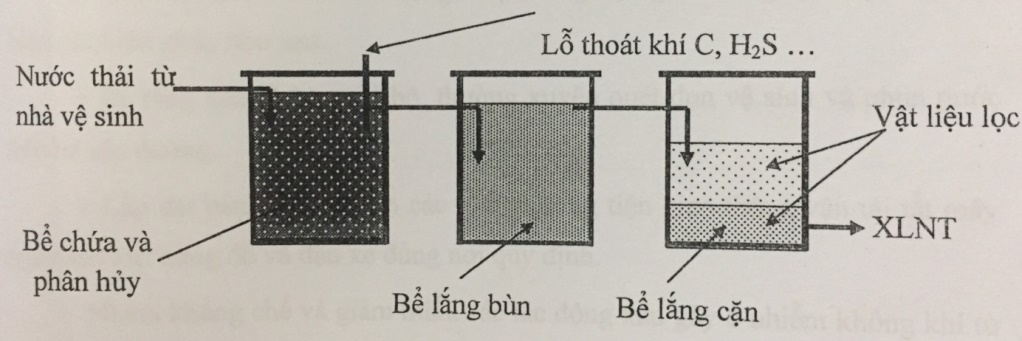 Lỗ thoát khí C, H₂S ...
Nước thải từ
nhà vệ sinh
Vật liệu lọc
XLNT
Bể chứa và
phân hủy
Bể lắng bùn
Bể lắng cặn